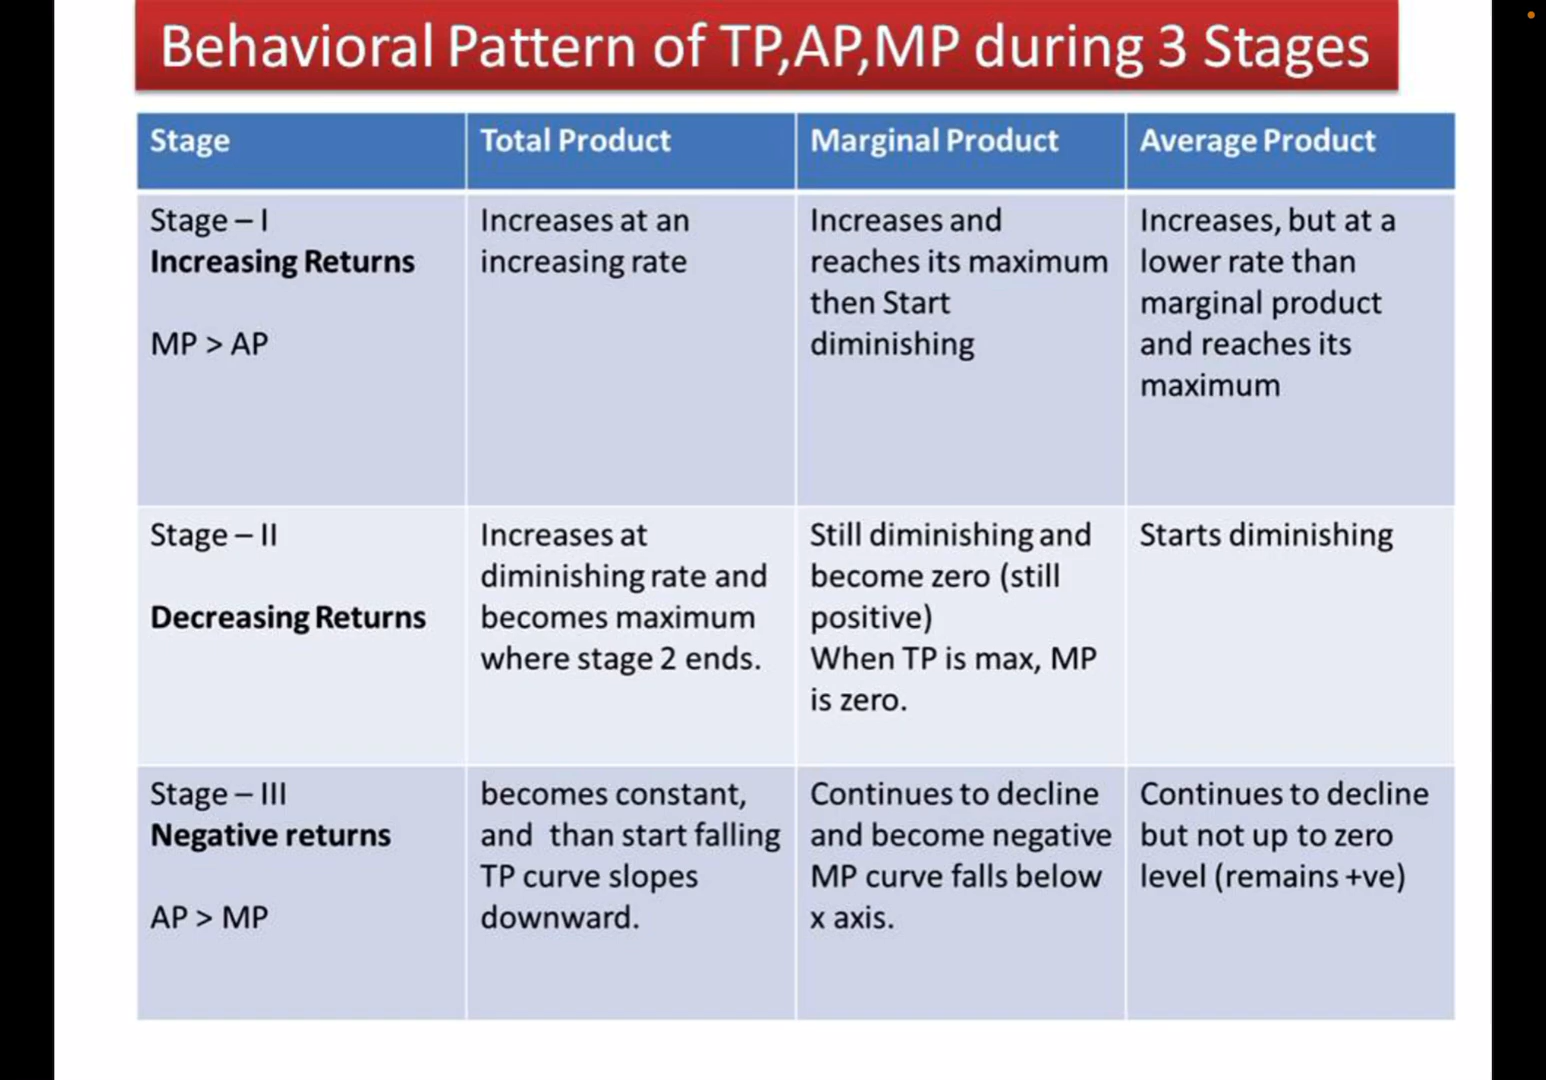 Behavioral Pattern of TP,AP,MP during 3 Stages
Stage
Total Product
Marginal Product
Average Product
Stage – I
Increasing Returns
MP > AP
Increases at an
increasing rate
Increases and
reaches its maximum
then Start
diminishing
Increases, but at a
lower rate than
marginal product
and reaches its
maximum
Stage – II
Decreasing Returns
Increases at
diminishing rate and
becomes maximum
where stage 2 ends.
Still diminishing and
become zero (still
positive)
When TP is max, MP
is zero.
Starts diminishing
Stage – III
Negative returns
AP > MP
becomes constant,
and than start falling
TP curve slopes
downward.
Continues to decline
and become negative
MP curve falls below
x axis.
Continues to decline
but not up to zero
level (remains +ve)